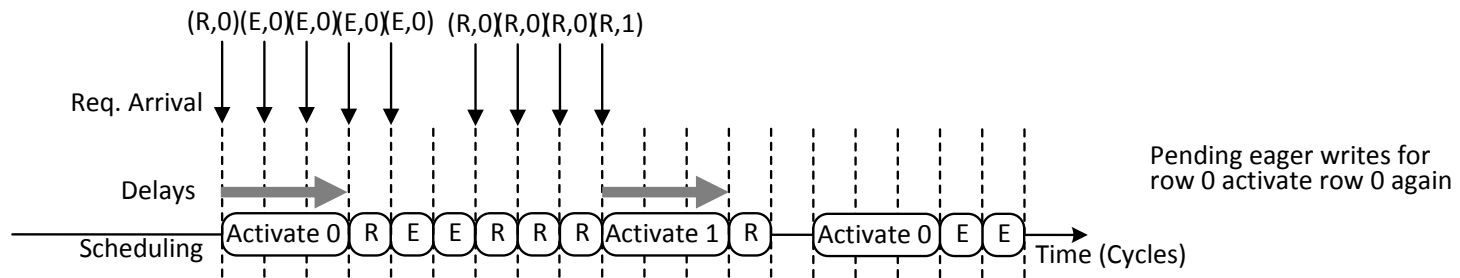 (R,0)(E,0)(E,0)(E,0)(E,0) (R,0)(R,0)(R,0)(R,1)
Req. Arrival
Delays
Pending eager writes for
row 0 activate row 0 again
Scheduling Activate 0 R E E R R R Activate 1 R Activate 0 E E Time (Cycles)